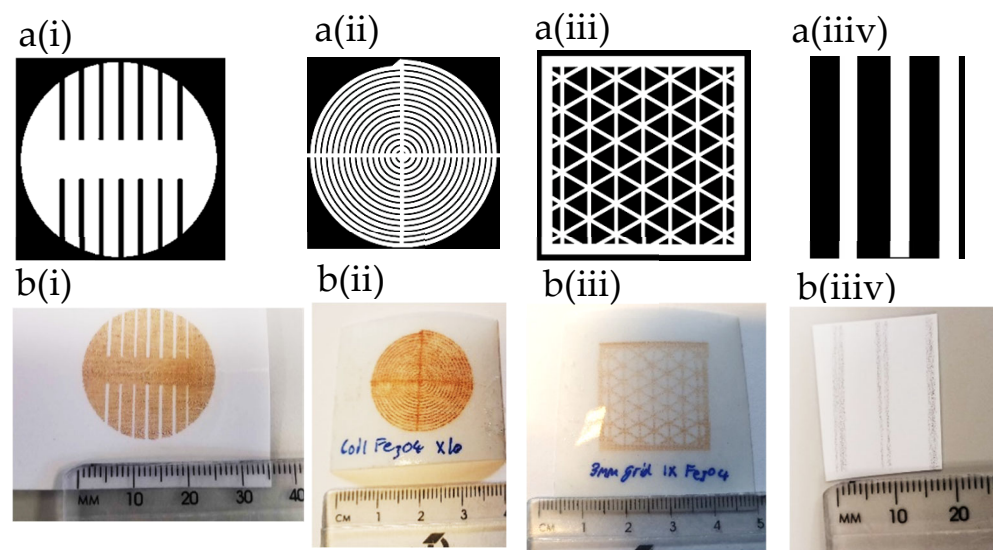 a(i)
a(ii)
a(iii)
a(iiiv)
b(i)
b(ii)
b(iii)
b(iiiv)
Coil Fe3O4 x10
3mm grid 1x Fe3O4
MM 10 20 30 40
CM 1 2 3
CM 1 2 3 4 5
MM 10 20